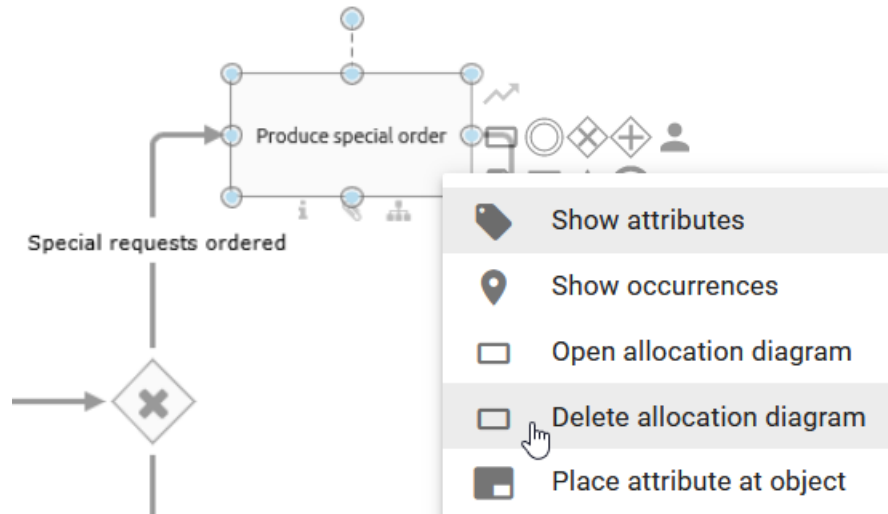 Produce special order
Special requests ordered
Show attributes
Show occurrences
Open allocation diagram
Delete allocation diagram
Place attribute at object